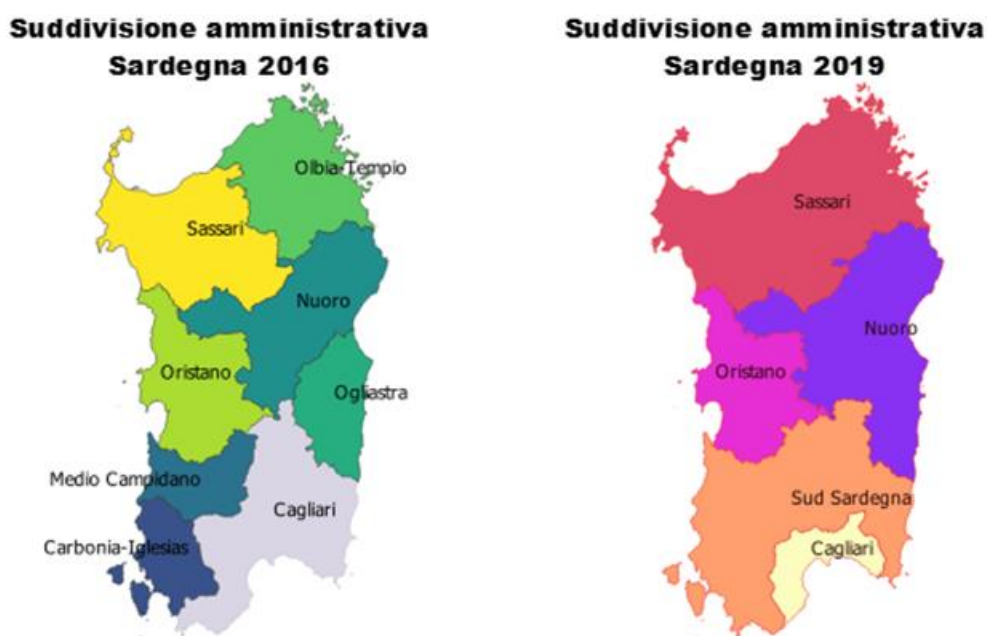 Suddivisione amministrativa
Sardegna 2016
Olbia-Tempio
Sassari
Nuoro
Oristano
Ogliastra
Medio Campidano
Cagliari
Carbonia-Iglesias
Suddivisione amministrativa
Sardegna 2019
Sassari
Nuoro
Oristano
Sud Sardegna
Cagliari